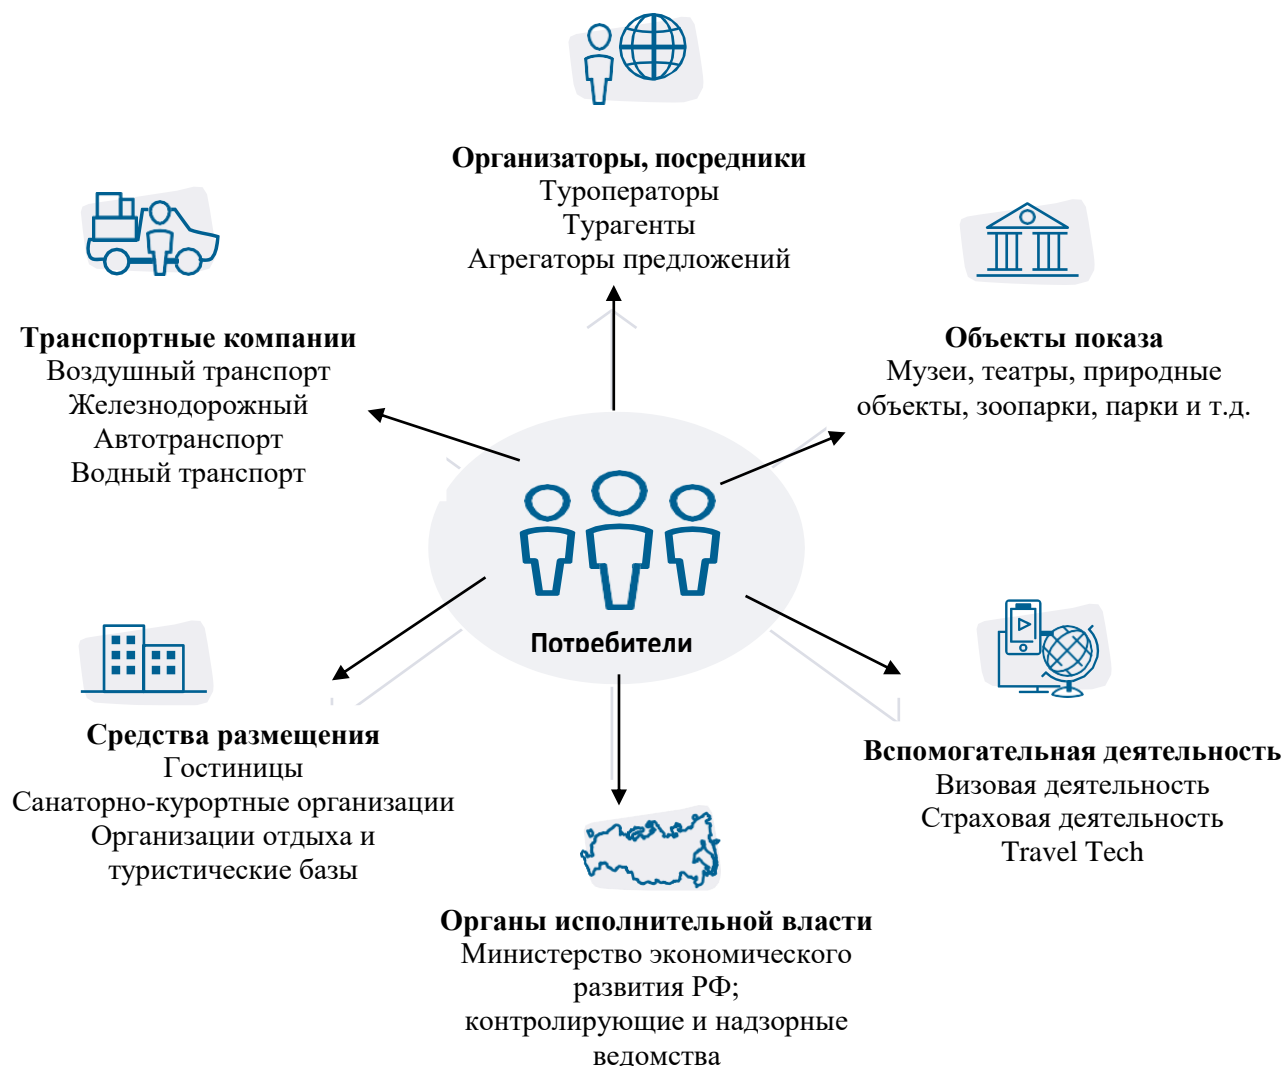 Организаторы, посредники
Туроператоры
Турагенты
Агрегаторы предложений
Транспортные компании
Воздушный транспорт
Железнодорожный
Автотранспорт
Водный транспорт
Объекты показа
Музеи, театры, природные
объекты, зоопарки, парки и т.д.
Потребители
Средства размещения
Гостиницы
Санаторно-курортные организации
Организации отдыха и
туристические базы
Вспомогательная деятельность
Визовая деятельность
Страховая деятельность
Travel Tech
Органы исполнительной власти
Министерство экономического
развития РФ;
контролирующие и надзорные
ведомства